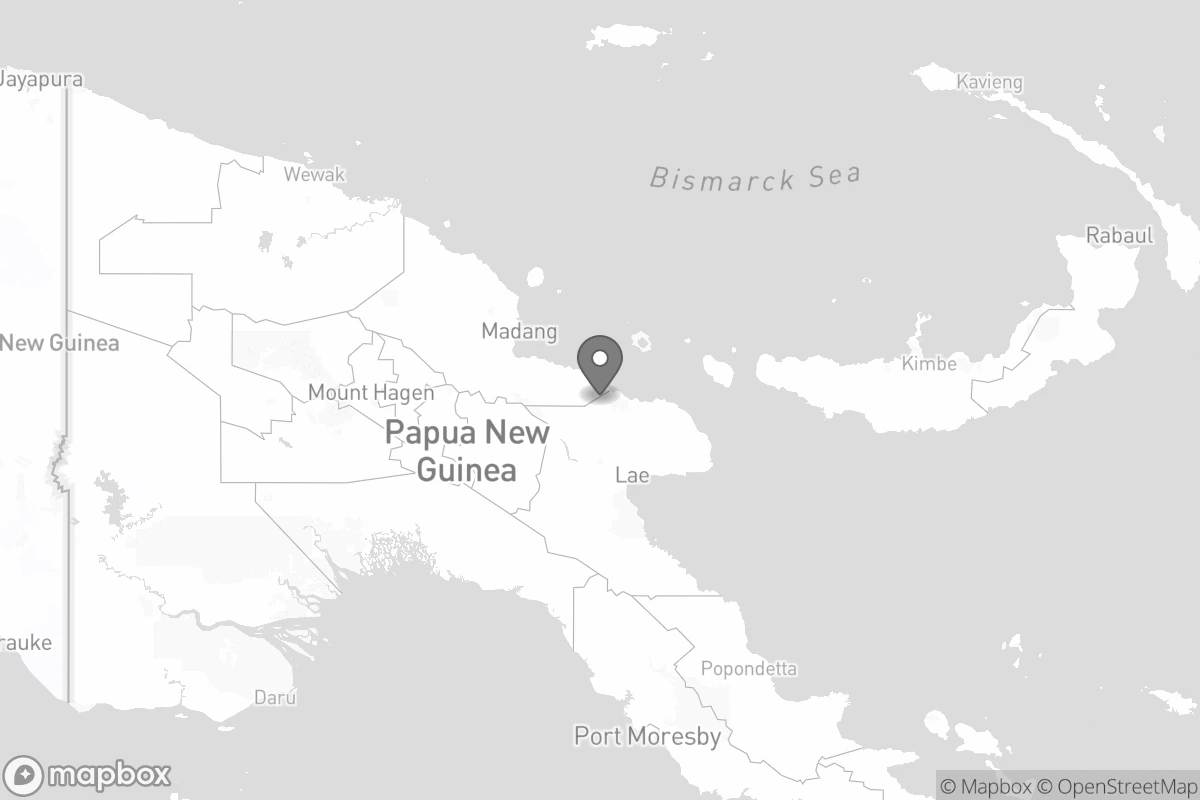 Jayapura
Kavieng
Wewak
Bismarck Sea
Rabaul
Madang
New Guinea
Kimbe
Mount Hagen
Papua New
Guinea
Lae
rauke
Popondetta
Darú
Port Moresby
mapbox
© Mapbox © OpenStreetMap